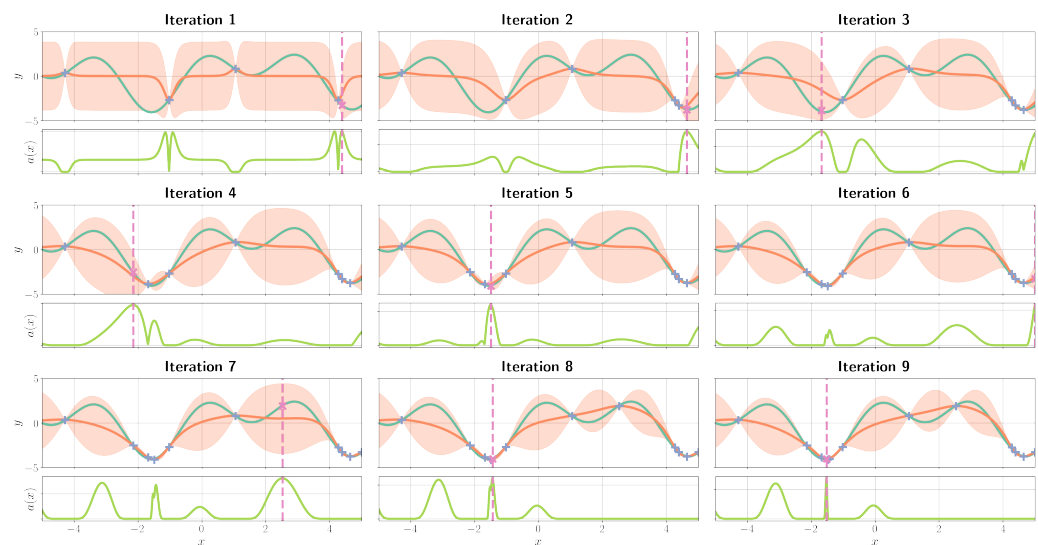 Iteration 1 Iteration 2 Iteration 3
5
y 0
−5
a(x)
Iteration 4 Iteration 5 Iteration 6
5
y 0
−5
a(x)
Iteration 7 Iteration 8 Iteration 9
5
y 0
−5
a(x)
−4 −2 0 2 4 −4 −2 0 2 4 −4 −2 0 2 4
x x x